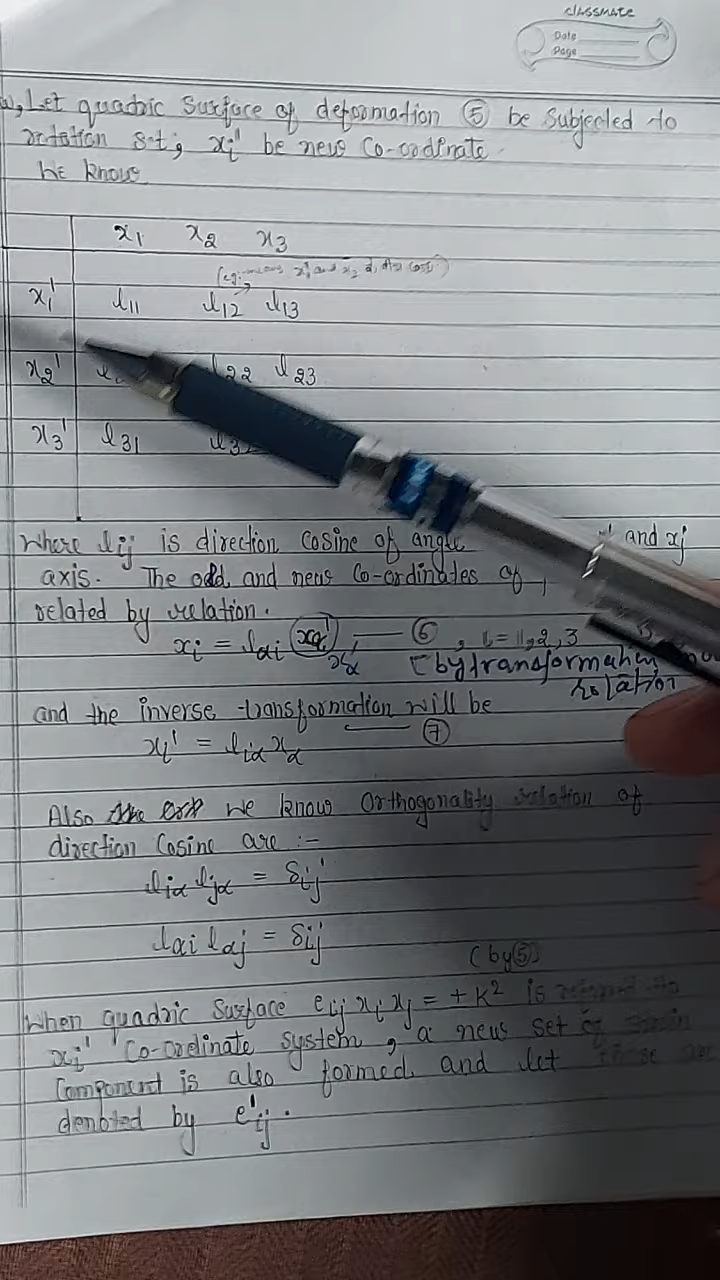 CLASSMATE
Date
Page
Let quadric Surface of deformation ⑤ be Subjected to
rotation s.t; xi' be new Co-ordinate.
We know
x1 x2 x3
x1' l11 l12 l13
x2' l22 l23
x3' l31
Where lij is direction Cosine of angle and xj
axis. The odd and new Co-ordinates of
related by relation.
xi = lαi xα' — ⑥, i = 1,2,3
x'α [by transformation
rotation
and the inverse transformation will be
xi' = liα xα — ⑦
Also we know Orthogonality relation of
direction Cosine are :-
liα ljα = δij'
lαi lαj = δij
(by ⑤)
When quadric Surface eij xi xj = ± K² is
xi' Co-ordinate system, a new set of
Component is also formed and let
denoted by e'ij.